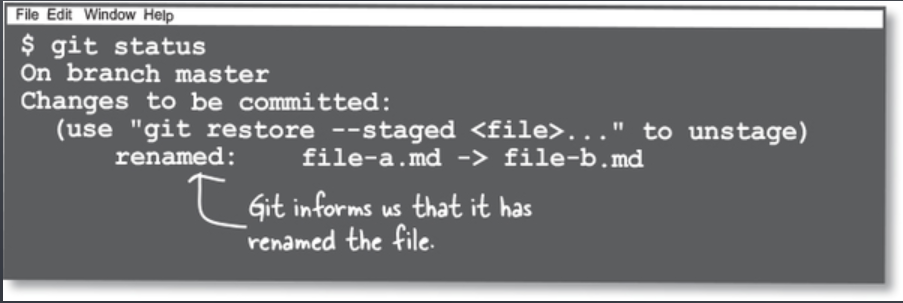 File Edit Window Help
$ git status
On branch master
Changes to be committed:
(use "git restore --staged <file>..." to unstage)
renamed: file-a.md -> file-b.md
Git informs us that it has
renamed the file.